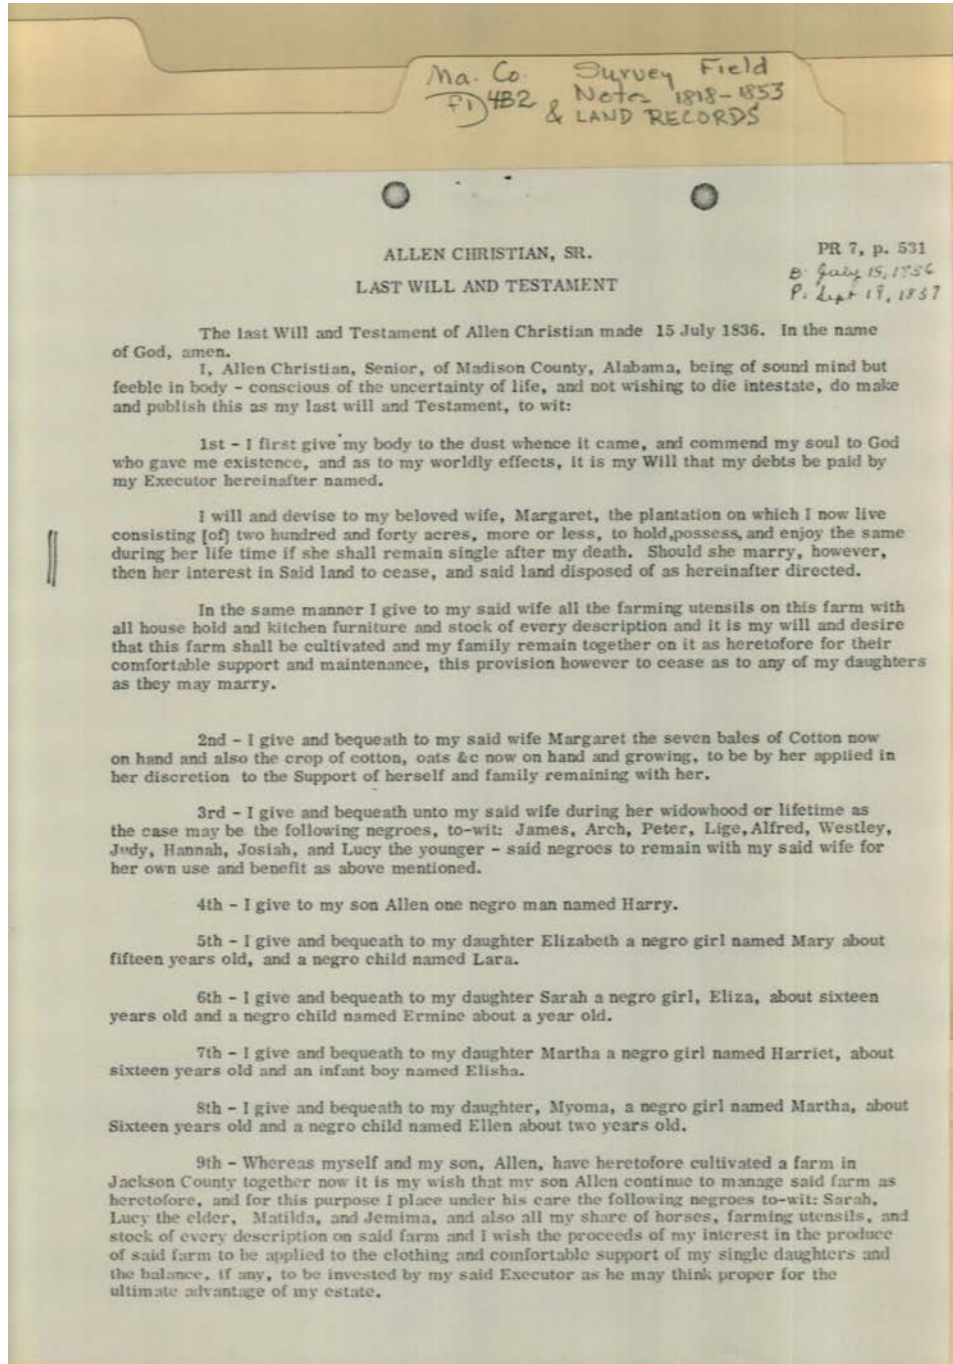 Ma. Co. Survey Field
f1) 4B2 Notes 1818-1853
& LAND RECORDS
ALLEN CHRISTIAN, SR.
PR 7, p. 531
LAST WILL AND TESTAMENT
B. July 15, 1836
P. Sept 19, 1837
The last Will and Testament of Allen Christian made 15 July 1836. In the name
of God, amen.
I, Allen Christian, Senior, of Madison County, Alabama, being of sound mind but
feeble in body - conscious of the uncertainty of life, and not wishing to die intestate, do make
and publish this as my last will and Testament, to wit:
1st - I first give my body to the dust whence it came, and commend my soul to God
who gave me existence, and as to my worldly effects, it is my Will that my debts be paid by
my Executor hereinafter named.
I will and devise to my beloved wife, Margaret, the plantation on which I now live
consisting [of] two hundred and forty acres, more or less, to hold,possess, and enjoy the same
during her life time if she shall remain single after my death. Should she marry, however,
then her interest in Said land to cease, and said land disposed of as hereinafter directed.
In the same manner I give to my said wife all the farming utensils on this farm with
all house hold and kitchen furniture and stock of every description and it is my will and desire
that this farm shall be cultivated and my family remain together on it as heretofore for their
comfortable support and maintenance, this provision however to cease as to any of my daughters
as they may marry.
2nd - I give and bequeath to my said wife Margaret the seven bales of Cotton now
on hand and also the crop of cotton, oats &c now on hand and growing, to be by her applied in
her discretion to the Support of herself and family remaining with her.
3rd - I give and bequeath unto my said wife during her widowhood or lifetime as
the case may be the following negroes, to-wit: James, Arch, Peter, Lige, Alfred, Westley,
Judy, Hannah, Josiah, and Lucy the younger - said negroes to remain with my said wife for
her own use and benefit as above mentioned.
4th - I give to my son Allen one negro man named Harry.
5th - I give and bequeath to my daughter Elizabeth a negro girl named Mary about
fifteen years old, and a negro child named Lara.
6th - I give and bequeath to my daughter Sarah a negro girl, Eliza, about sixteen
years old and a negro child named Ermine about a year old.
7th - I give and bequeath to my daughter Martha a negro girl named Harriet, about
sixteen years old and an infant boy named Elisha.
8th - I give and bequeath to my daughter, Myoma, a negro girl named Martha, about
Sixteen years old and a negro child named Ellen about two years old.
9th - Whereas myself and my son, Allen, have heretofore cultivated a farm in
Jackson County together now it is my wish that my son Allen continue to manage said farm as
heretofore, and for this purpose I place under his care the following negroes to-wit: Sarah,
Lucy the elder, Matilda, and Jemima, and also all my share of horses, farming utensils, and
stock of every description on said farm and I wish the proceeds of my interest in the produce
of said farm to be applied to the clothing and comfortable support of my single daughters and
the balance, if any, to be invested by my said Executor as he may think proper for the
ultimate advantage of my estate.